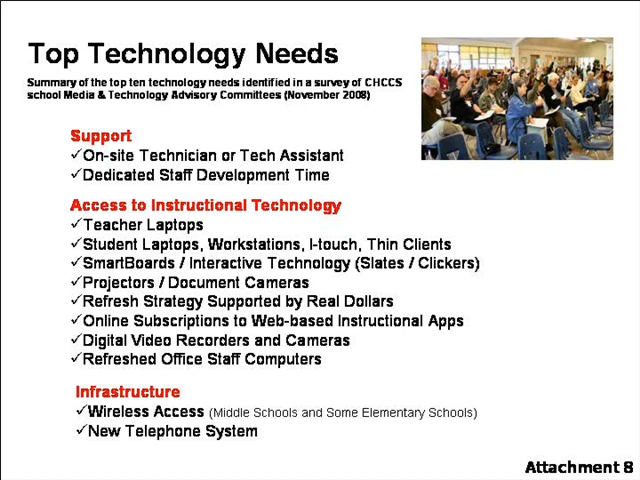 Top Technology Needs
Summary of the top ten technology needs identified in a survey of CHCCS
school Media & Technology Advisory Committees (November 2008)
Support
✓On-site Technician or Tech Assistant
✓Dedicated Staff Development Time
Access to Instructional Technology
✓Teacher Laptops
✓Student Laptops, Workstations, I-touch, Thin Clients
✓SmartBoards / Interactive Technology (Slates / Clickers)
✓Projectors / Document Cameras
✓Refresh Strategy Supported by Real Dollars
✓Online Subscriptions to Web-based Instructional Apps
✓Digital Video Recorders and Cameras
✓Refreshed Office Staff Computers
Infrastructure
✓Wireless Access (Middle Schools and Some Elementary Schools)
✓New Telephone System
Attachment 8